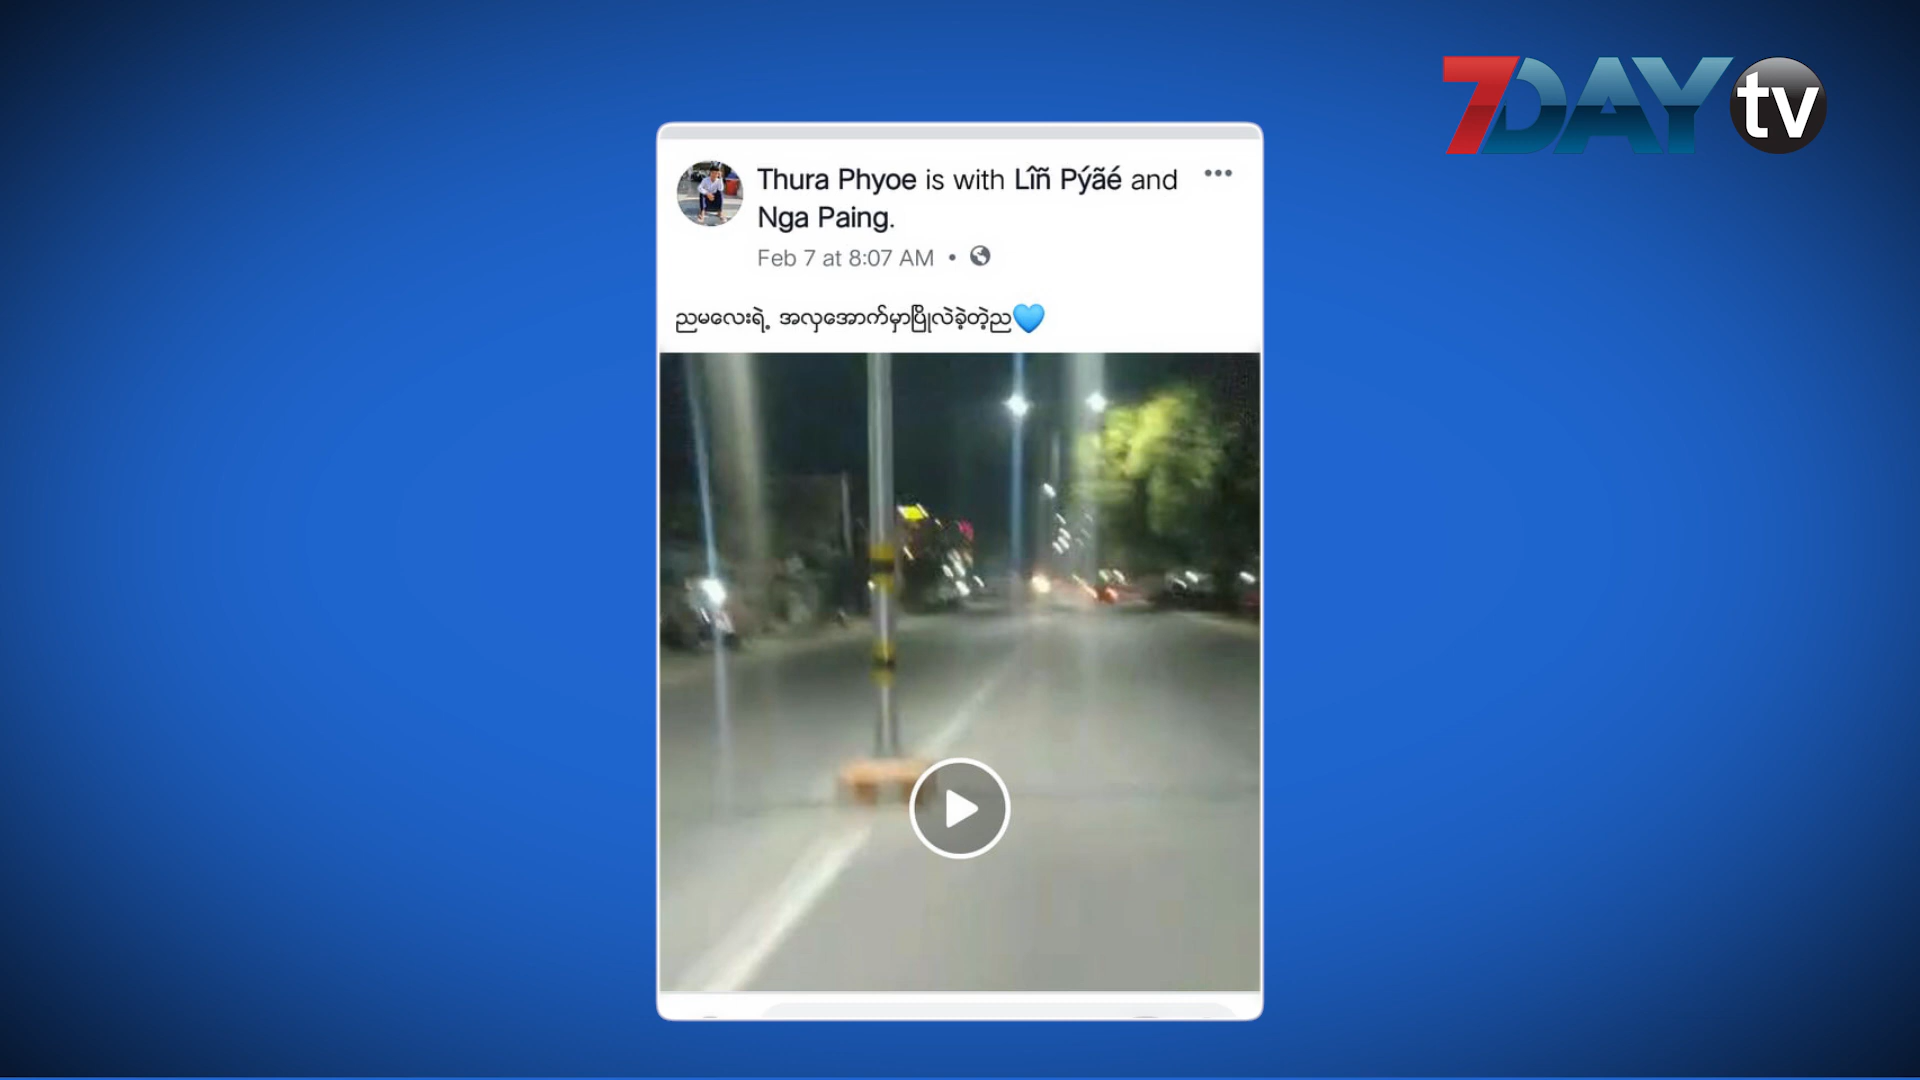 7DAY tv
Thura Phyoe is with Lîñ Pýãé and
Nga Paing.
Feb 7 at 8:07 AM
ညမလေးရဲ့ အလှအောက်မှာပြိုလဲခဲ့တဲ့ည💙